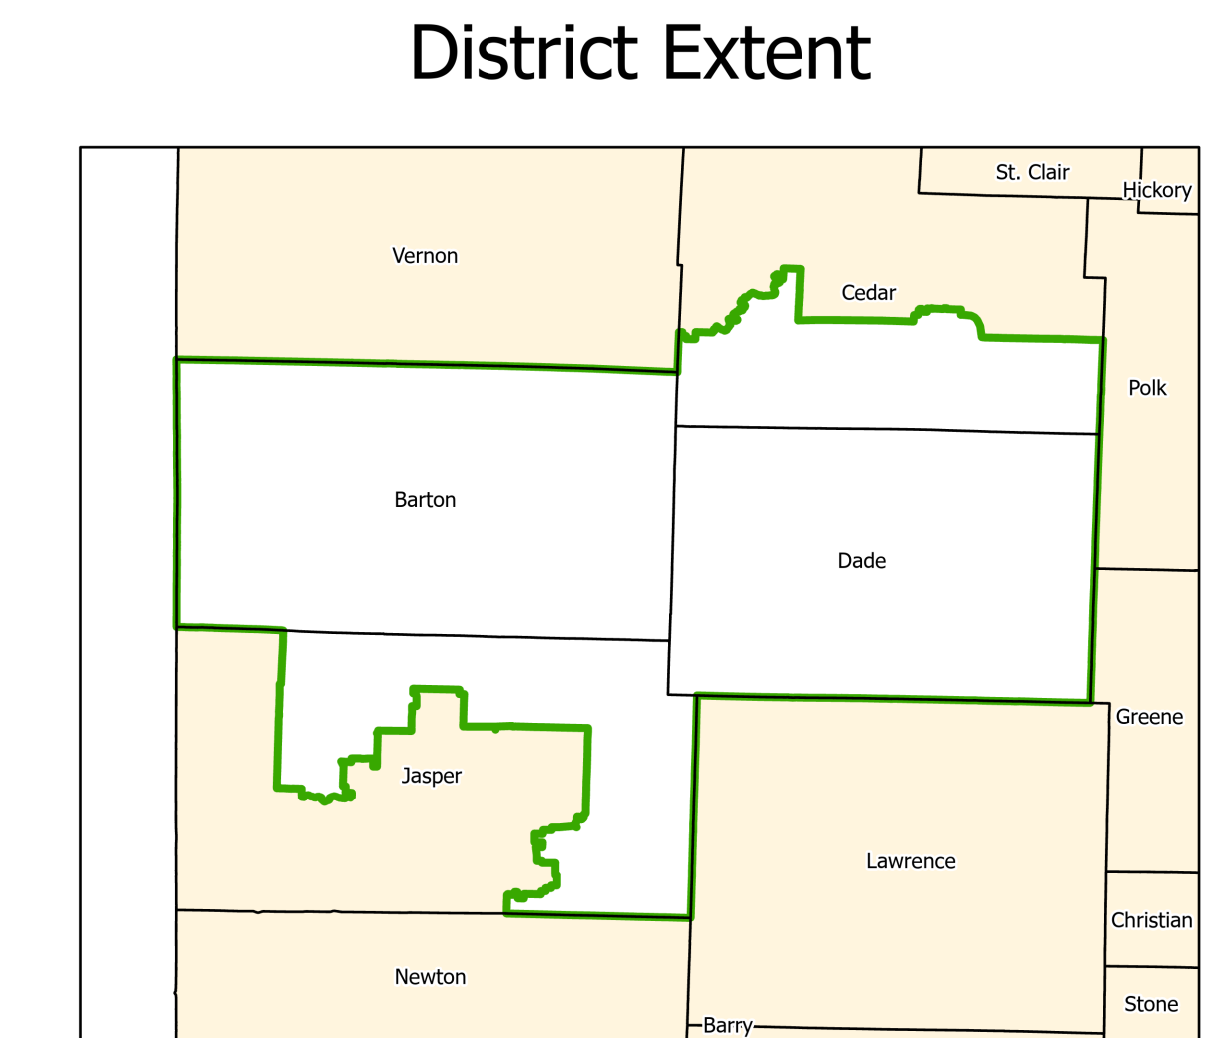 District Extent
St. Clair
Hickory
Vernon
Cedar
Polk
Barton
Dade
Greene
Jasper
Lawrence
Christian
Newton
Stone
Barry